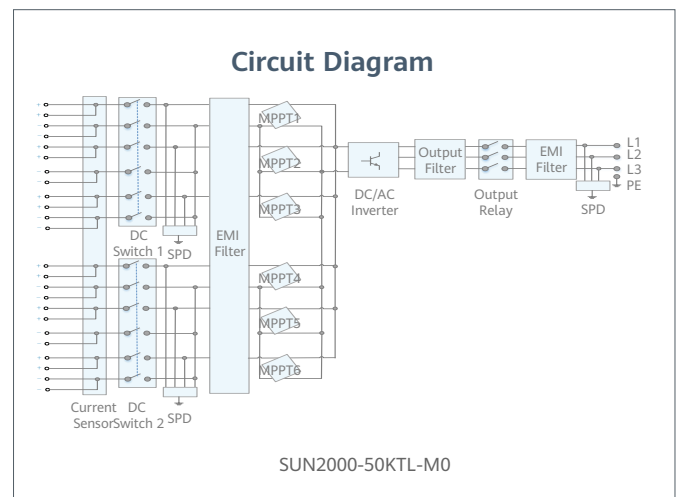 Circuit Diagram
MPPT1
MPPT2
MPPT3
MPPT4
MPPT5
MPPT6
DC
Switch 1
SPD
EMI
Filter
Current
Sensor
DC
Switch 2
SPD
DC/AC
Inverter
Output
Filter
Output
Relay
EMI
Filter
L1
L2
L3
PE
SPD
SUN2000-50KTL-M0